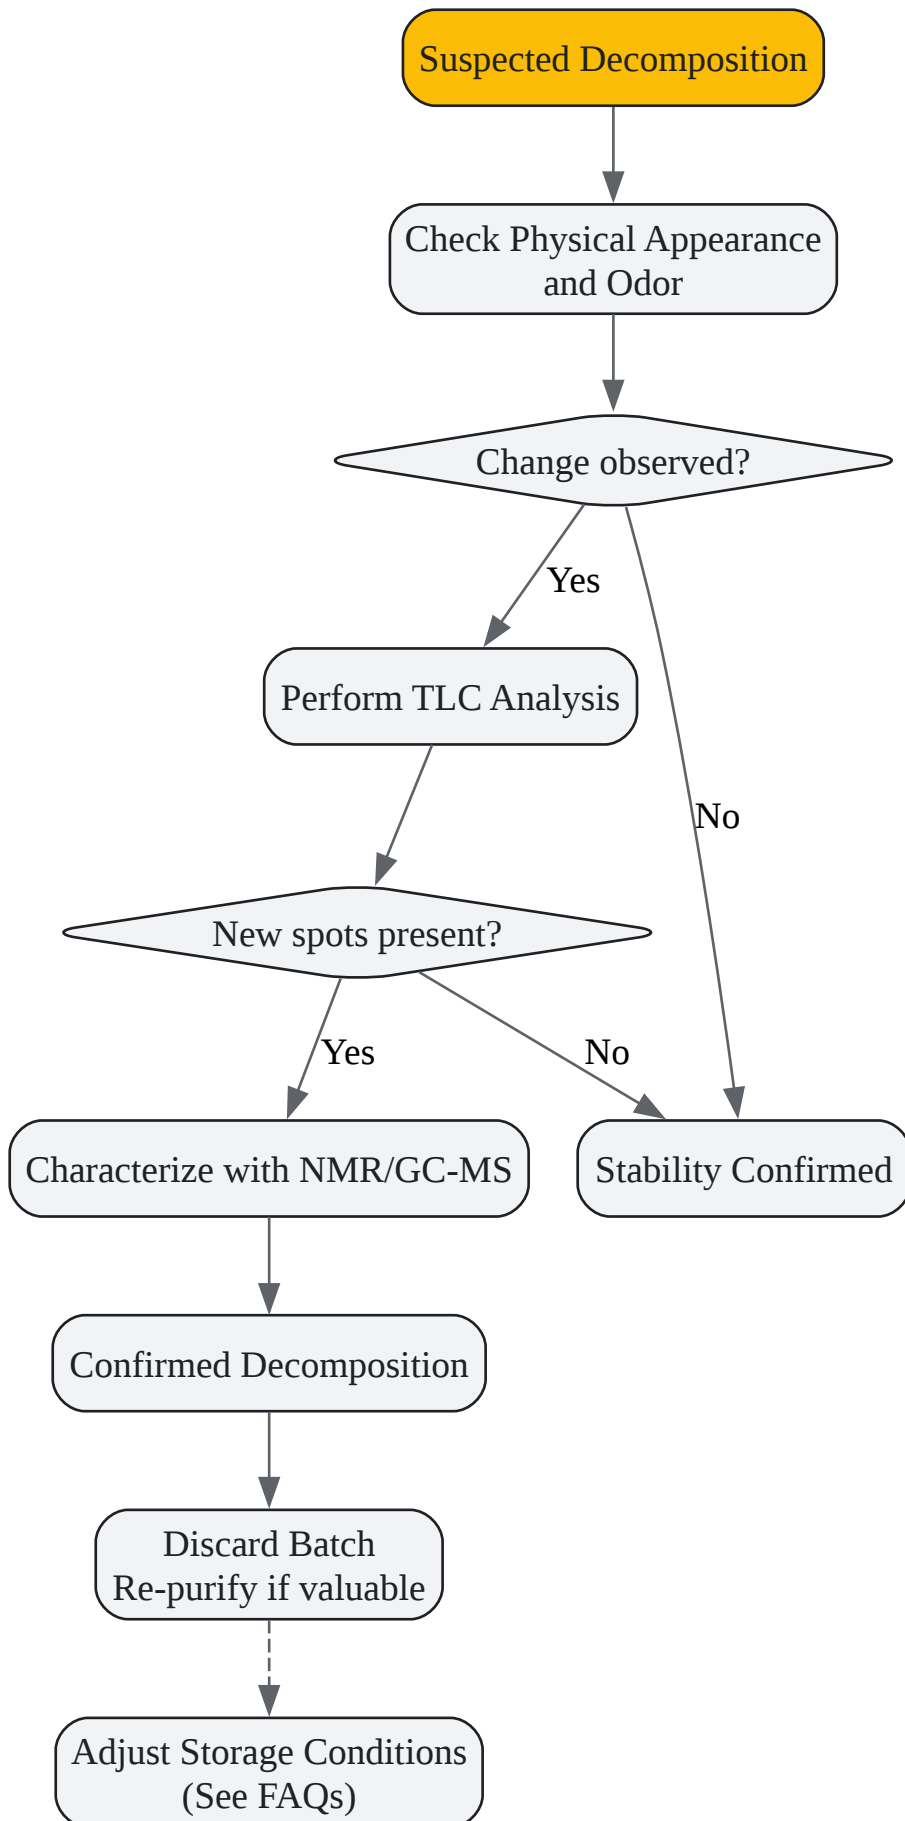 Suspected Decomposition
Check Physical Appearance
and Odor
Change observed?
Yes
Perform TLC Analysis
No
New spots present?
Yes
No
Characterize with NMR/GC-MS
Stability Confirmed
Confirmed Decomposition
Discard Batch
Re-purify if valuable
Adjust Storage Conditions
(See FAQs)